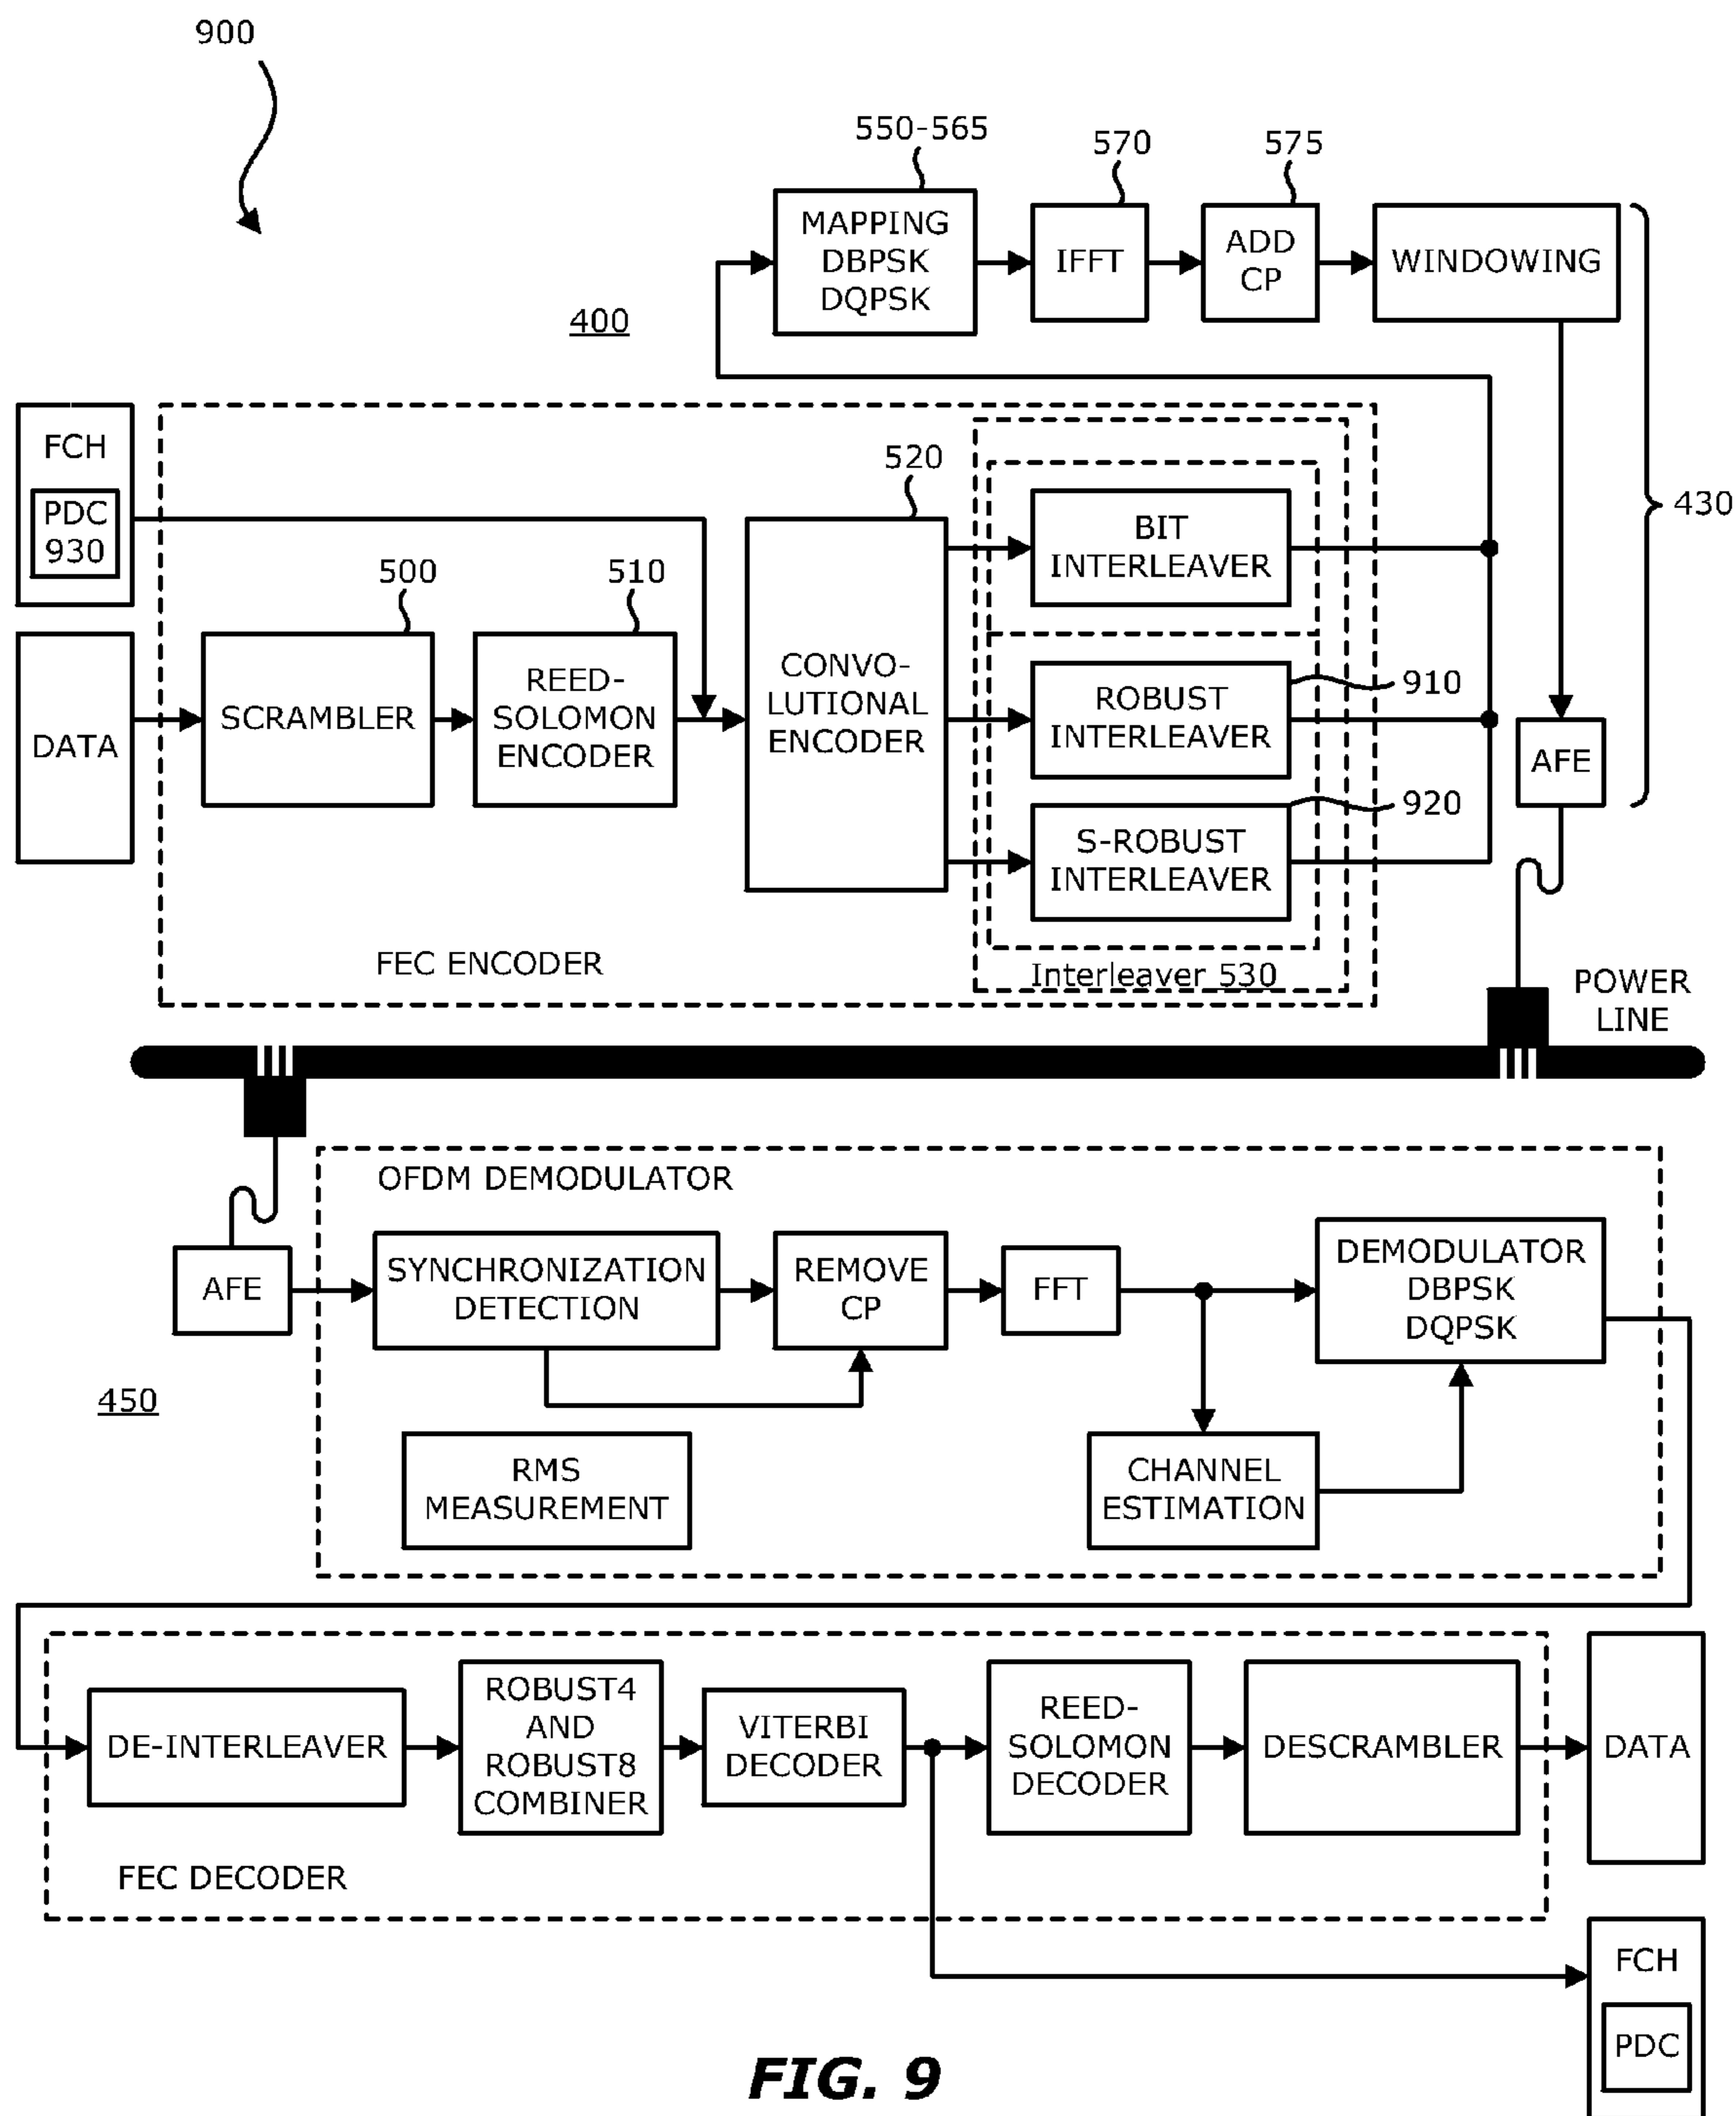 900
550-565
570
575
MAPPING
DBPSK
DQPSK
IFFT
ADD
CP
WINDOWING
400
430
FCH
PDC
930
DATA
500
SCRAMBLER
510
REED-
SOLOMON
ENCODER
520
CONVO-
LUTIONAL
ENCODER
BIT
INTERLEAVER
ROBUST
INTERLEAVER
910
S-ROBUST
INTERLEAVER
920
AFE
FEC ENCODER
Interleaver 530
POWER
LINE
OFDM DEMODULATOR
AFE
SYNCHRONIZATION
DETECTION
REMOVE
CP
FFT
DEMODULATOR
DBPSK
DQPSK
450
RMS
MEASUREMENT
CHANNEL
ESTIMATION
DE-INTERLEAVER
ROBUST4
AND
ROBUST8
COMBINER
VITERBI
DECODER
REED-
SOLOMON
DECODER
DESCRAMBLER
DATA
FEC DECODER
FCH
PDC
FIG. 9